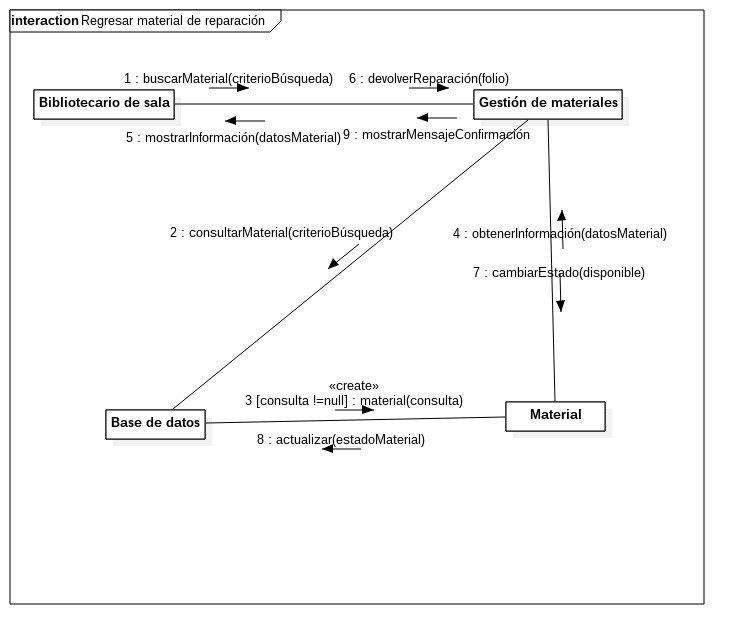 interaction Regresar material de reparación
1 : buscarMaterial(criterioBúsqueda)
6 : devolverReparación(folio)
Bibliotecario de sala
Gestión de materiales
5 : mostrarInformación(datosMaterial)
9 : mostrarMensajeConfirmación
2 : consultarMaterial(criterioBúsqueda)
4 : obtenerInformación(datosMaterial)
7 : cambiarEstado(disponible)
«create»
3 [consulta !=null] : material(consulta)
Base de datos
Material
8 : actualizar(estadoMaterial)